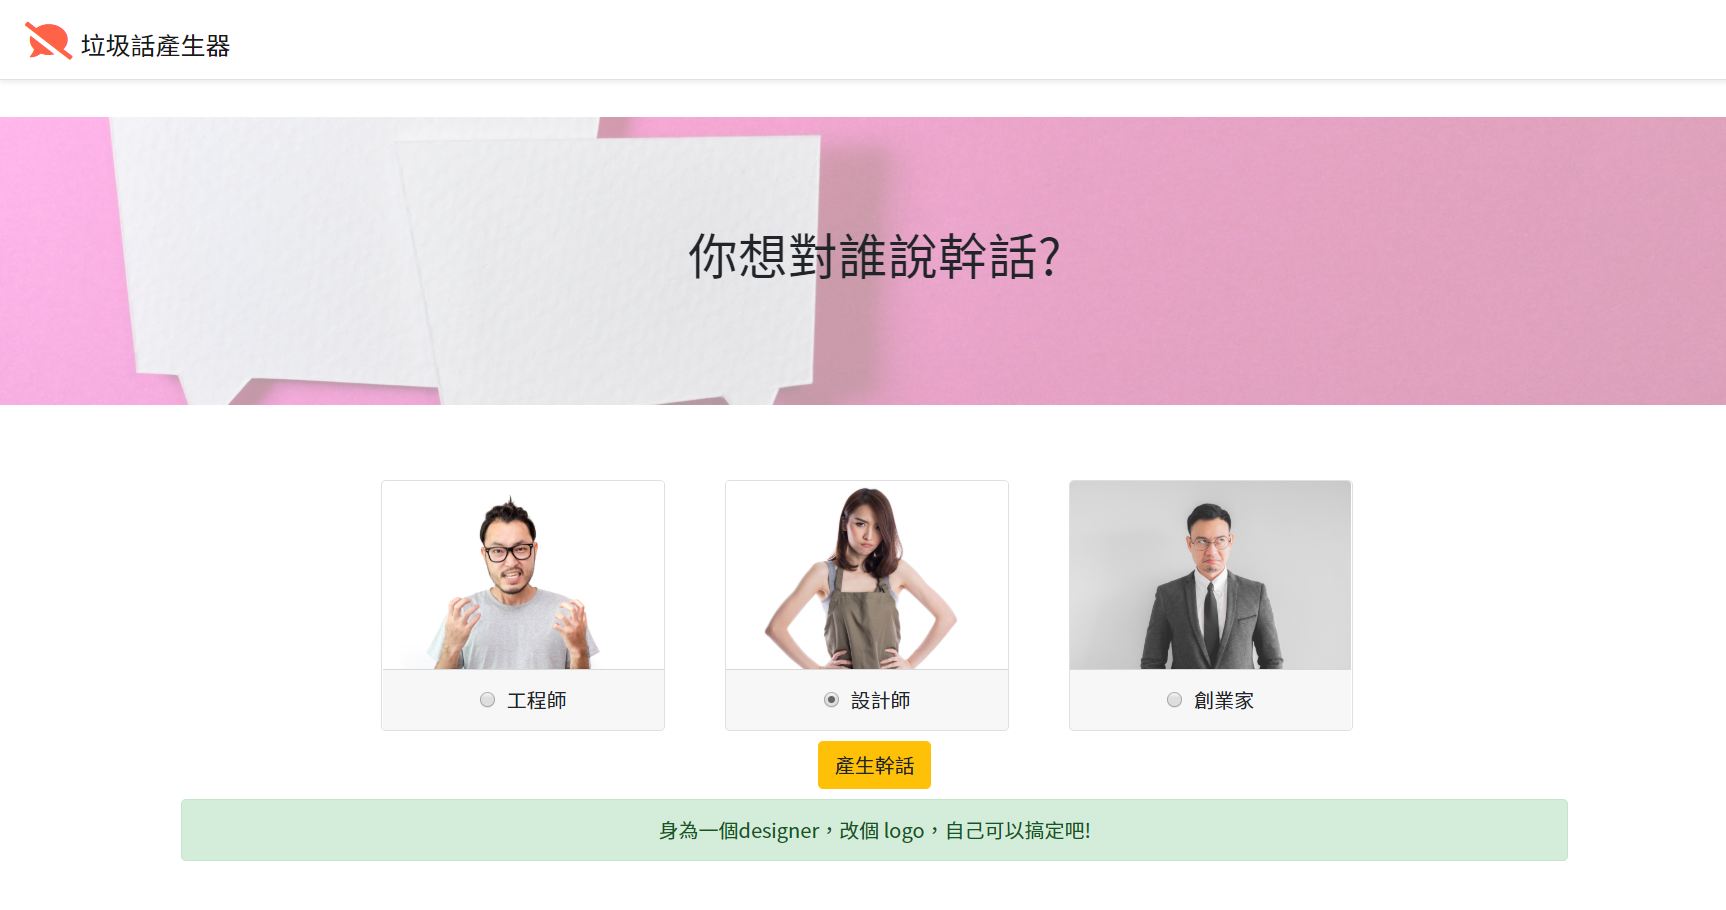 垃圾話產生器
你想對誰說幹話?
工程師
設計師
創業家
產生幹話
身為一個designer，改個 logo，自己可以搞定吧!